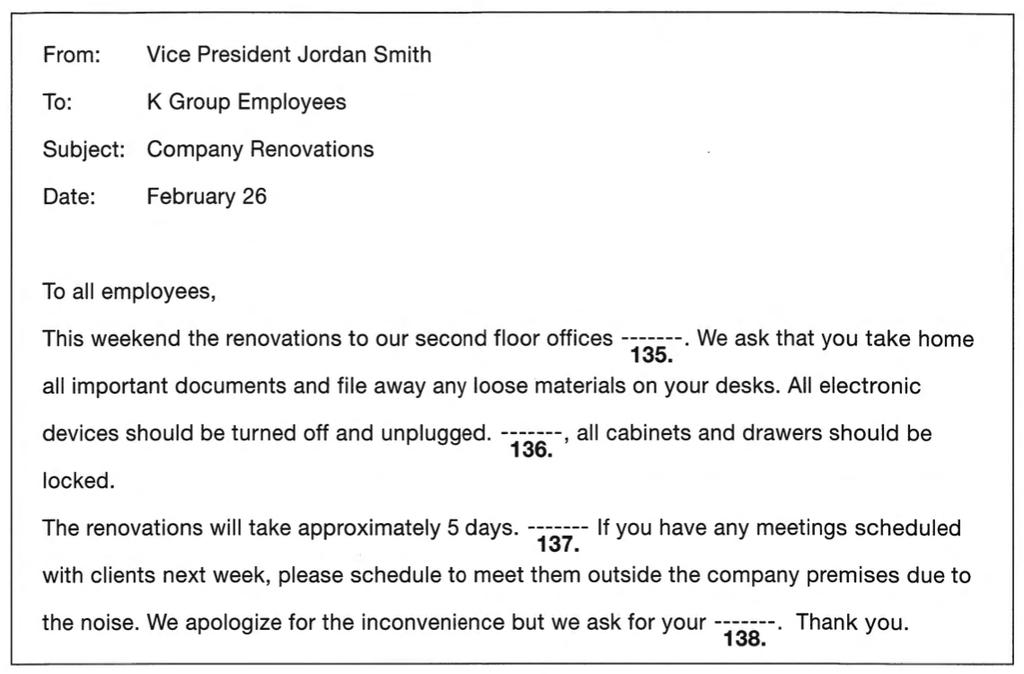 From: Vice President Jordan Smith
To: K Group Employees
Subject: Company Renovations
Date: February 26
To all employees,
This weekend the renovations to our second floor offices -------. We ask that you take home
135.
all important documents and file away any loose materials on your desks. All electronic
devices should be turned off and unplugged. -------, all cabinets and drawers should be
136.
locked.
The renovations will take approximately 5 days. ------- If you have any meetings scheduled
137.
with clients next week, please schedule to meet them outside the company premises due to
the noise. We apologize for the inconvenience but we ask for your -------. Thank you.
138.